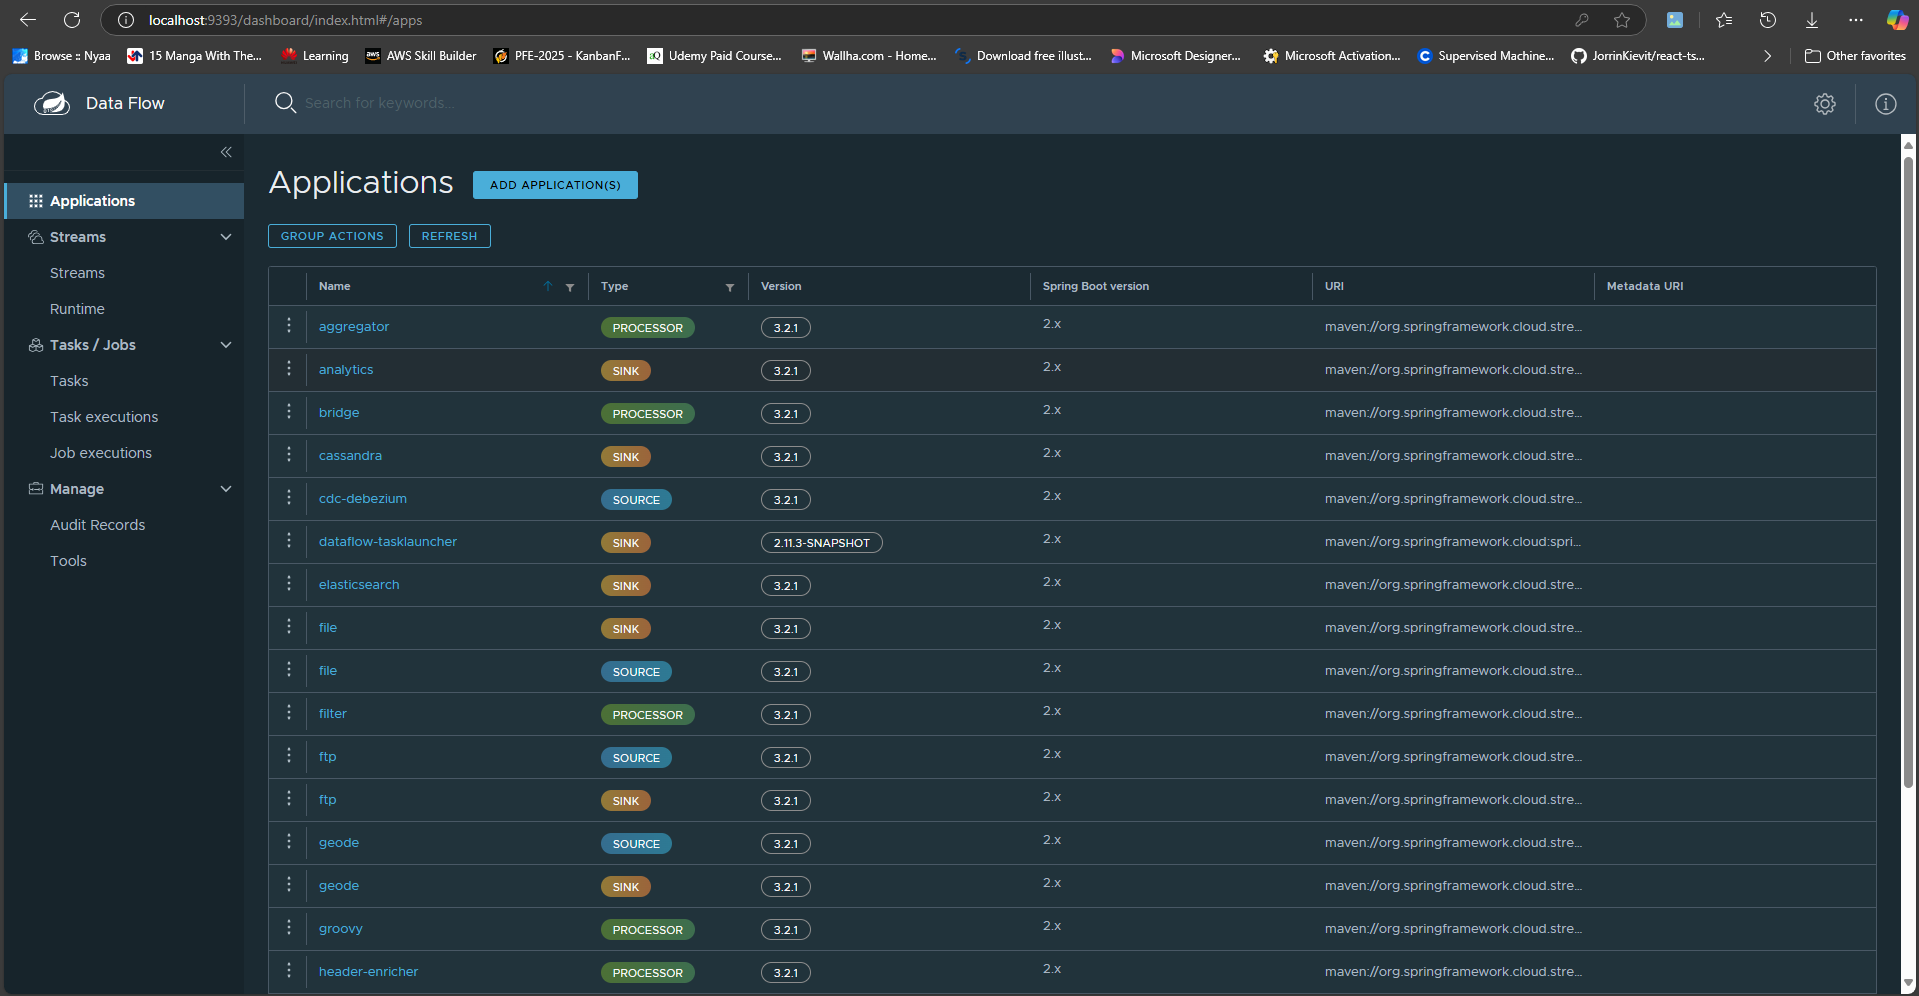 localhost:9393/dashboard/index.html#/apps
Browse :: Nyaa 15 Manga With The... Learning AWS Skill Builder PFE-2025 - KanbanF... Udemy Paid Course... Wallha.com - Home... Download free illust... Microsoft Designer... Microsoft Activation... Supervised Machine... JorrinKievit/react-ts... Other favorites
Data Flow Search for keywords...
Applications
Streams
Streams
Runtime
Tasks / Jobs
Tasks
Task executions
Job executions
Manage
Audit Records
Tools
Applications ADD APPLICATION(S)
GROUP ACTIONS REFRESH
Name Type Version Spring Boot version URI Metadata URI
aggregator PROCESSOR 3.2.1 2.x maven://org.springframework.cloud.stre...
analytics SINK 3.2.1 2.x maven://org.springframework.cloud.stre...
bridge PROCESSOR 3.2.1 2.x maven://org.springframework.cloud.stre...
cassandra SINK 3.2.1 2.x maven://org.springframework.cloud.stre...
cdc-debezium SOURCE 3.2.1 2.x maven://org.springframework.cloud.stre...
dataflow-tasklauncher SINK 2.11.3-SNAPSHOT 2.x maven://org.springframework.cloud:spri...
elasticsearch SINK 3.2.1 2.x maven://org.springframework.cloud.stre...
file SINK 3.2.1 2.x maven://org.springframework.cloud.stre...
file SOURCE 3.2.1 2.x maven://org.springframework.cloud.stre...
filter PROCESSOR 3.2.1 2.x maven://org.springframework.cloud.stre...
ftp SOURCE 3.2.1 2.x maven://org.springframework.cloud.stre...
ftp SINK 3.2.1 2.x maven://org.springframework.cloud.stre...
geode SOURCE 3.2.1 2.x maven://org.springframework.cloud.stre...
geode SINK 3.2.1 2.x maven://org.springframework.cloud.stre...
groovy PROCESSOR 3.2.1 2.x maven://org.springframework.cloud.stre...
header-enricher PROCESSOR 3.2.1 2.x maven://org.springframework.cloud.stre...